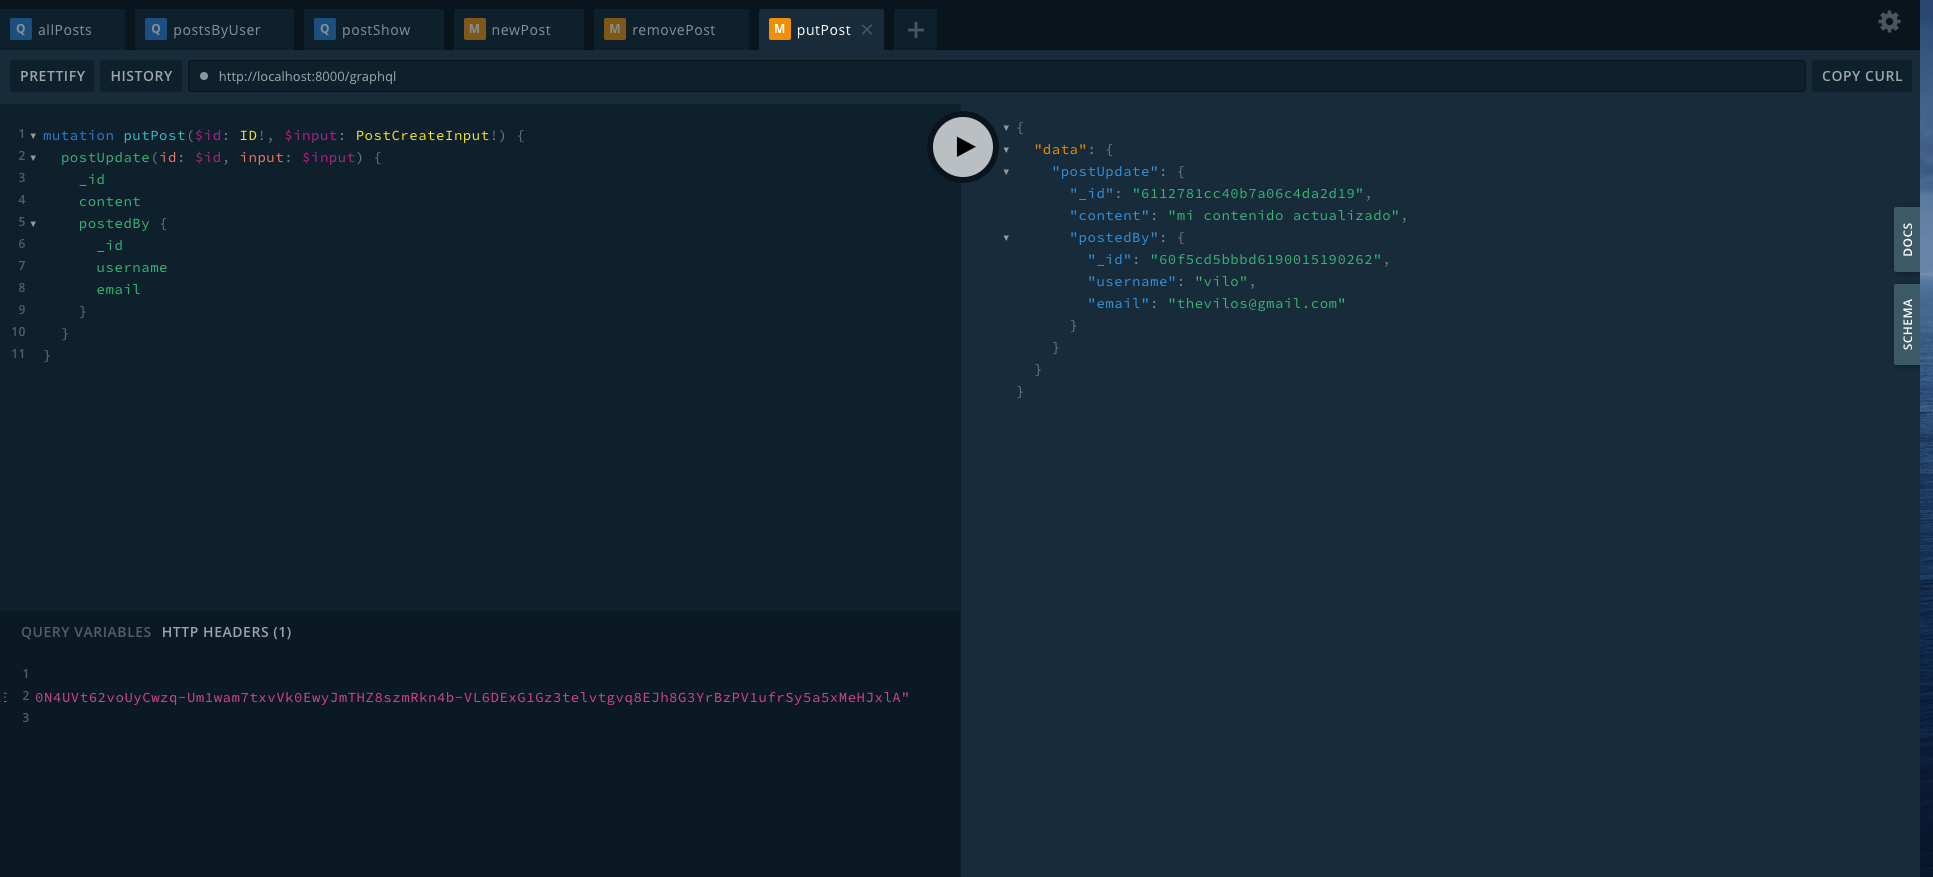 Q allPosts Q postsByUser Q postShow M newPost M removePost M putPost
PRETTIFY HISTORY http://localhost:8000/graphql COPY CURL
1 mutation putPost($id: ID!, $input: PostCreateInput!) {
2 postUpdate(id: $id, input: $input) {
3 _id
4 content
5 postedBy {
6 _id
7 username
8 email
9 }
10 }
11 }
QUERY VARIABLES HTTP HEADERS (1)
1
2 0N4UVt62voUyCwzq-Um1wam7txvVk0EwyJmTHZ8szmRkn4b-VL6DExG1Gz3telvtgvq8EJh8G3YrBzPV1ufrSy5a5xMeHJxlA"
3
{
"data": {
"postUpdate": {
"_id": "6112781cc40b7a06c4da2d19",
"content": "mi contenido actualizado",
"postedBy": {
"_id": "60f5cd5bbbd6190015190262",
"username": "vilo",
"email": "thevilos@gmail.com"
}
}
}
}
DOCS
SCHEMA